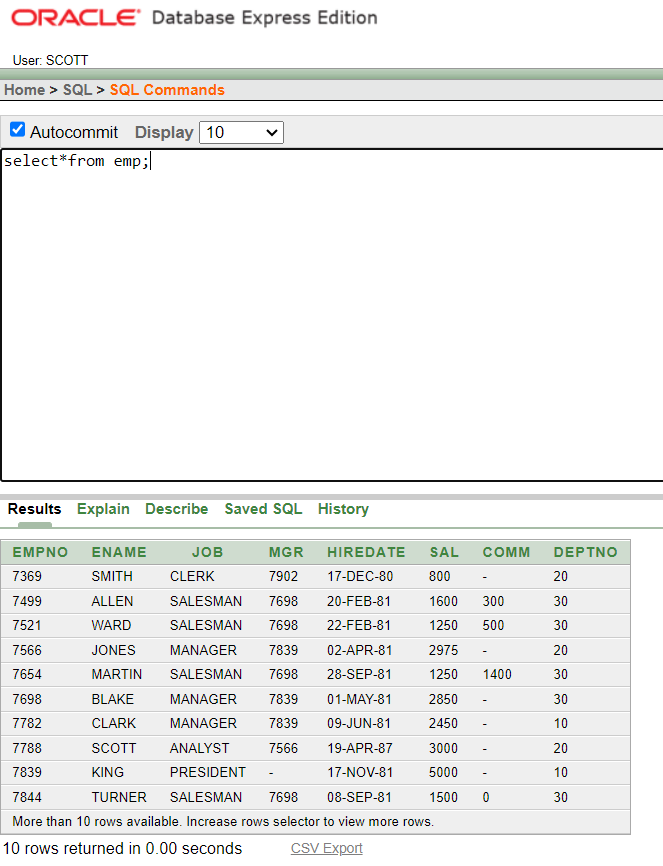 ORACLE® Database Express Edition
User: SCOTT
Home > SQL > SQL Commands
Autocommit Display 10
select*from emp;
Results Explain Describe Saved SQL History
EMPNO ENAME JOB MGR HIREDATE SAL COMM DEPTNO
7369 SMITH CLERK 7902 17-DEC-80 800 - 20
7499 ALLEN SALESMAN 7698 20-FEB-81 1600 300 30
7521 WARD SALESMAN 7698 22-FEB-81 1250 500 30
7566 JONES MANAGER 7839 02-APR-81 2975 - 20
7654 MARTIN SALESMAN 7698 28-SEP-81 1250 1400 30
7698 BLAKE MANAGER 7839 01-MAY-81 2850 - 30
7782 CLARK MANAGER 7839 09-JUN-81 2450 - 10
7788 SCOTT ANALYST 7566 19-APR-87 3000 - 20
7839 KING PRESIDENT - 17-NOV-81 5000 - 10
7844 TURNER SALESMAN 7698 08-SEP-81 1500 0 30
More than 10 rows available. Increase rows selector to view more rows.
10 rows returned in 0.00 seconds CSV Export